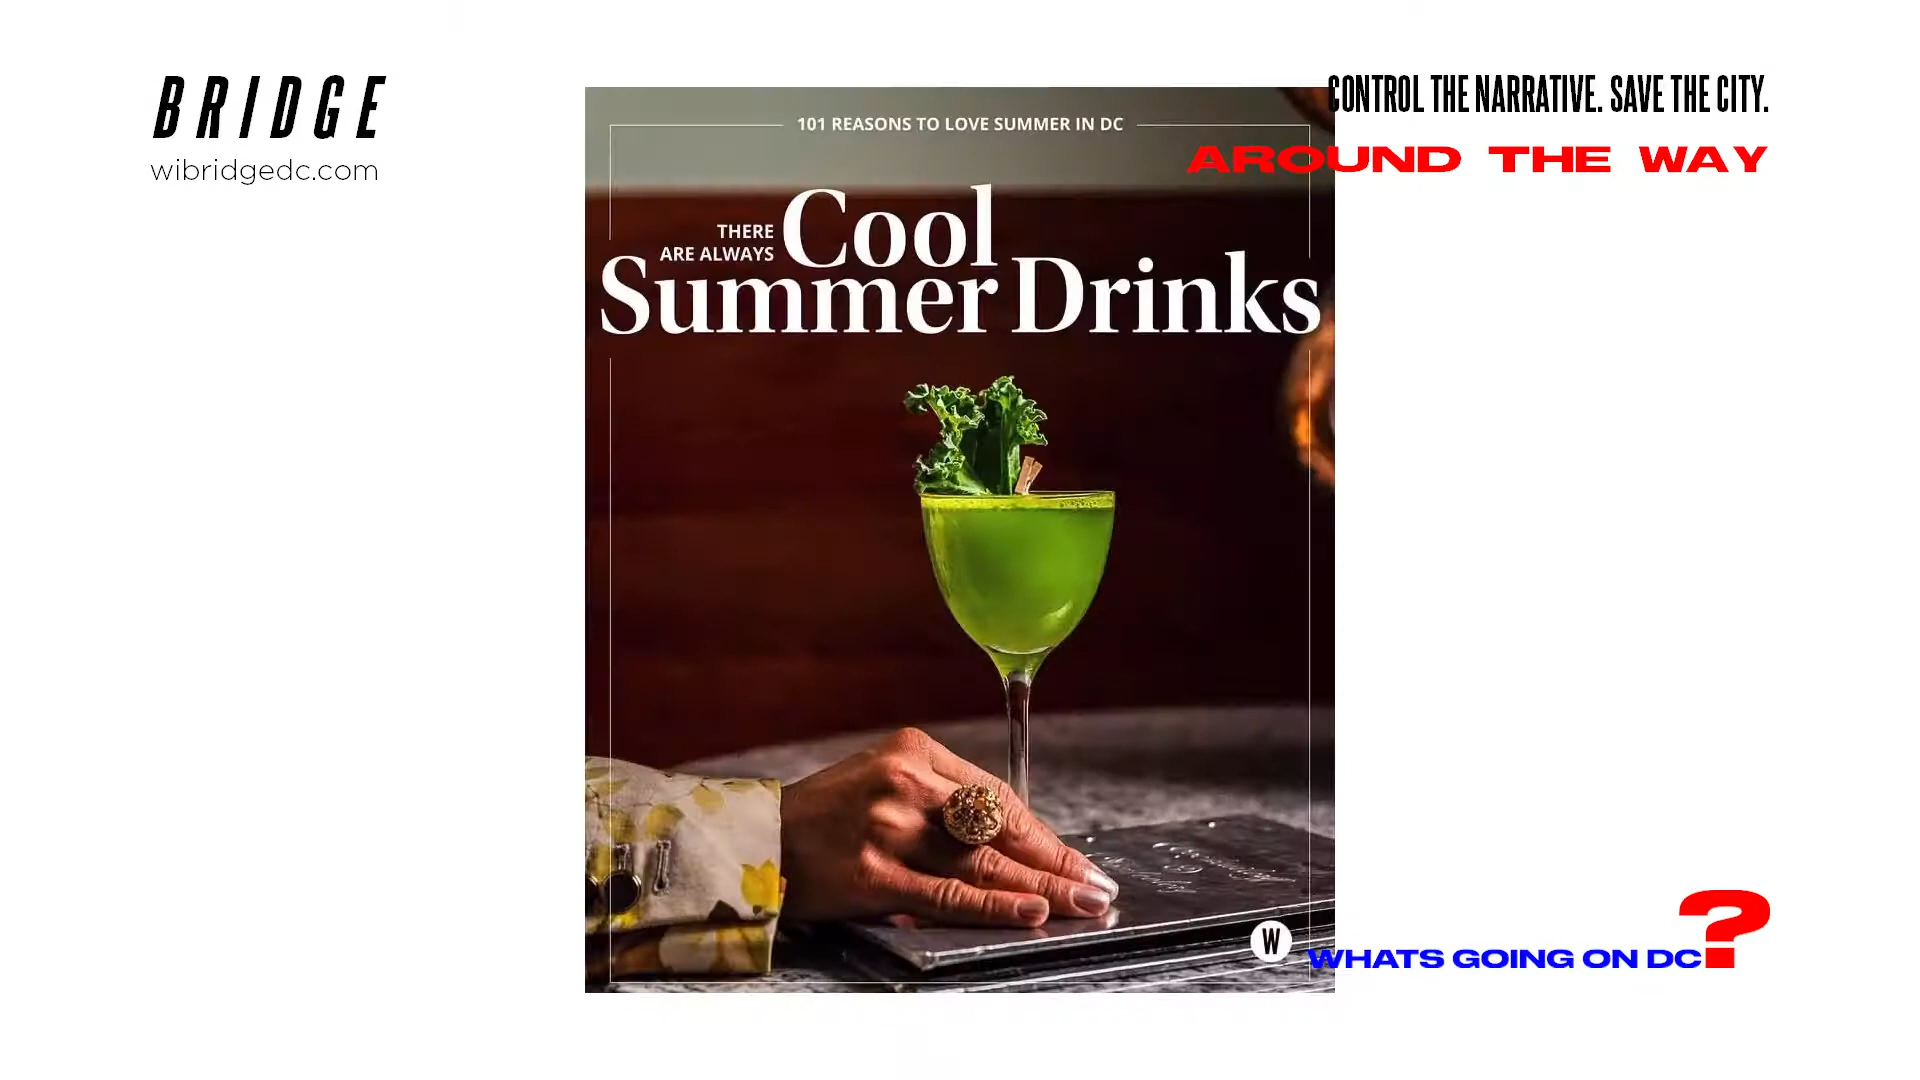 BRIDGE
wibridgedc.com
CONTROL THE NARRATIVE. SAVE THE CITY.
AROUND THE WAY
101 REASONS TO LOVE SUMMER IN DC
THERE
ARE ALWAYS
Cool
Summer Drinks
W
WHATS GOING ON DC?